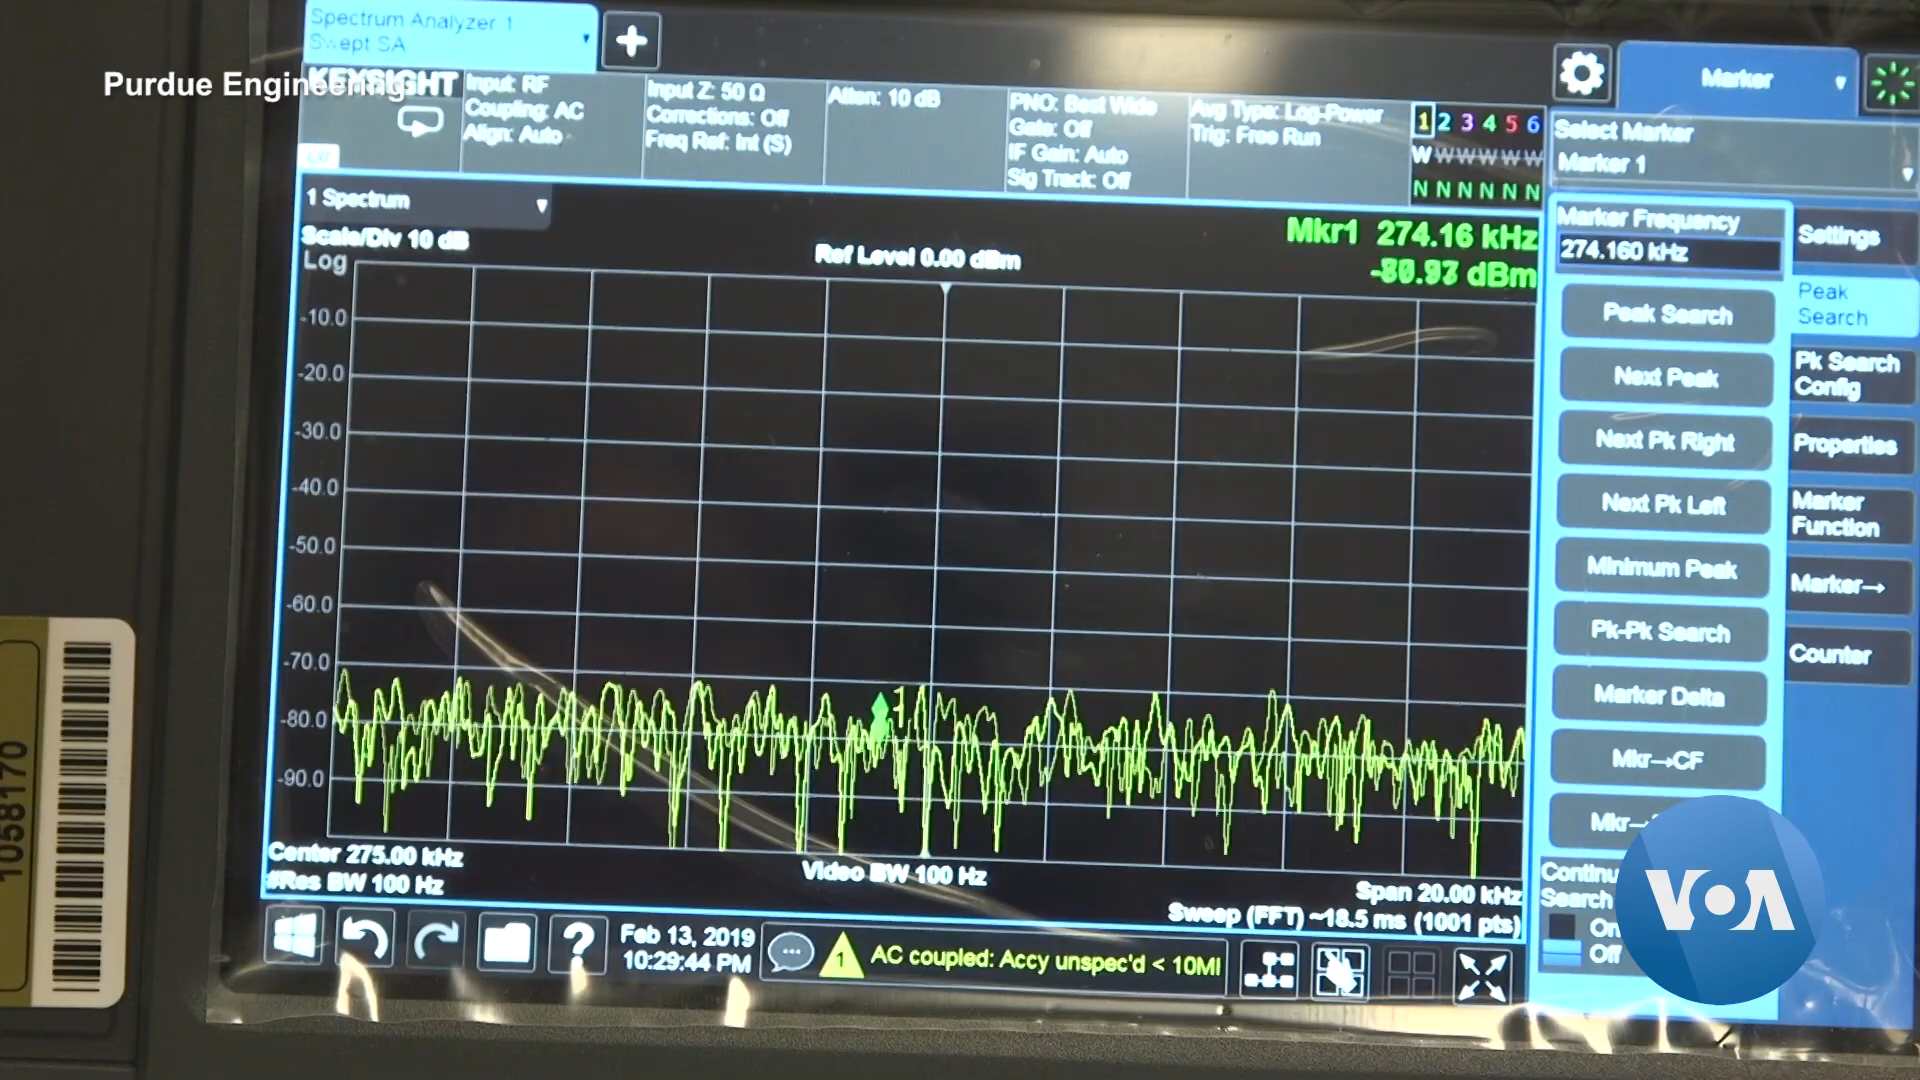 Spectrum Analyzer 1
Swept SA
Purdue Engineering
KEYSIGHT
Input: RF
Coupling: AC
Align: Auto
Input Z: 50 Ω
Corrections: Off
Freq Ref: Int (S)
Atten: 10 dB
PNO: Best Wide
Gate: Off
IF Gain: Auto
Sig Track: Off
Avg Type: Log-Power
Trig: Free Run
1 2 3 4 5 6
W W W W W W
N N N N N N
Marker
Select Marker
Marker 1
1 Spectrum
Scale/Div 10 dB
Log
Ref Level 0.00 dBm
Mkr1 274.16 kHz
dBm
-10.0
-20.0
-30.0
-40.0
-50.0
-60.0
-70.0
-80.0
-90.0
1
Center 275.00 kHz
#Res BW 100 Hz
Video BW 100 Hz
Span 20.00 kHz
Sweep (FFT) ~18.5 ms (1001 pts)
Marker Frequency
274.160 kHz
Peak Search
Next Peak
Next Pk Right
Next Pk Left
Minimum Peak
Pk-Pk Search
Marker Delta
Mkr→CF
Mkr→
Continu
Search
On
Off
Settings
Peak
Search
Pk Search
Config
Properties
Marker
Function
Marker→
Counter
?
Feb 13, 2019
10:29:44 PM
1
AC coupled: Accy unspec'd < 10MI
1058170
VOA